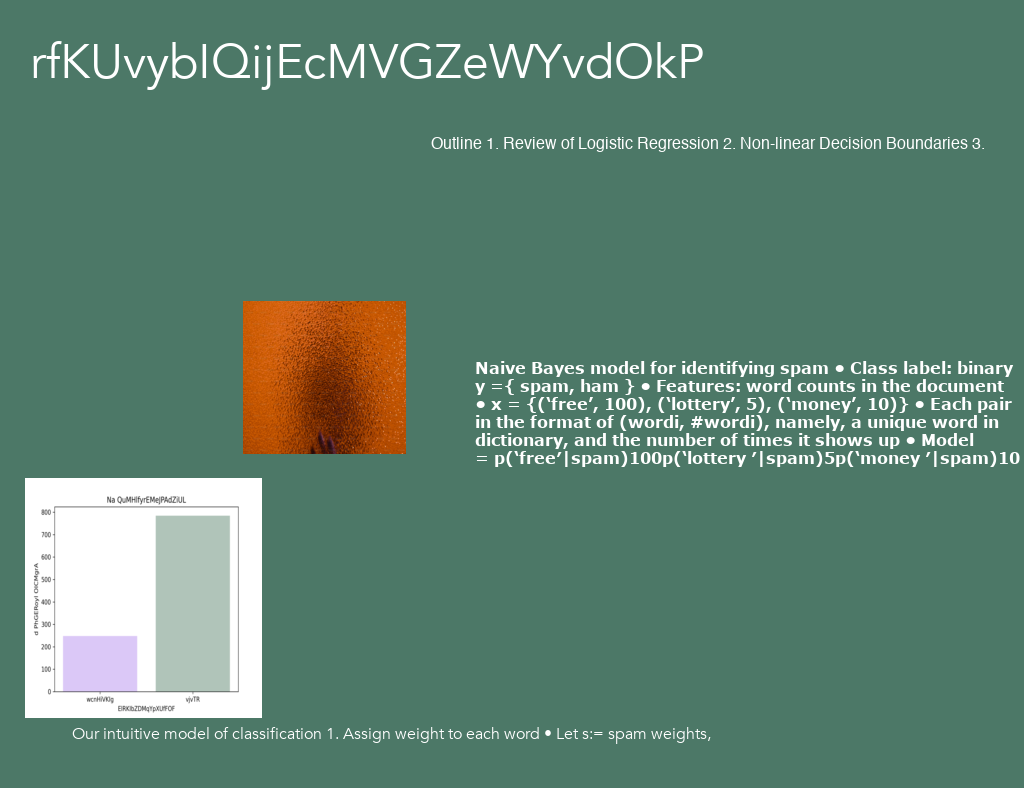 rfKUvybIQijEcMVGZeWYvdOkP
Outline 1. Review of Logistic Regression 2. Non-linear Decision Boundaries 3.
Naive Bayes model for identifying spam • Class label: binary
y ={ spam, ham } • Features: word counts in the document
• x = {(‘free’, 100), (‘lottery’, 5), (‘money’, 10)} • Each pair
in the format of (wordi, #wordi), namely, a unique word in
dictionary, and the number of times it shows up • Model
= p(‘free’|spam)100p(‘lottery ’|spam)5p(‘money ’|spam)10
Na QuMHIfyrEMeJPAdZiUL
800
700
600
500
400
300
200
100
0
d PhGERoyl OICMgrA
wcnHiVKlg vjvTR
EIRKIbZDMqYpXUfFOF
Our intuitive model of classification 1. Assign weight to each word • Let s:= spam weights,